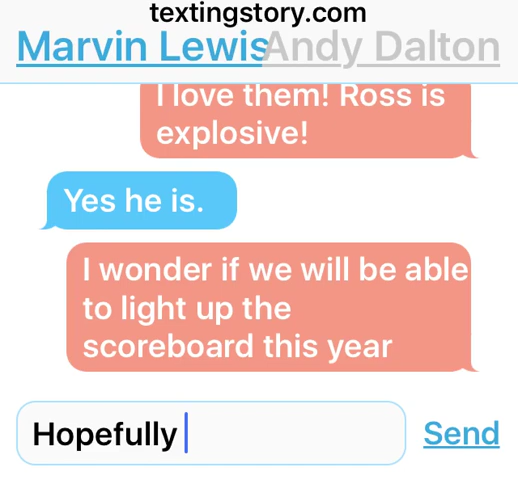 textingstory.com
Marvin Lewis Andy Dalton
I love them! Ross is
explosive!
Yes he is.
I wonder if we will be able
to light up the
scoreboard this year
Hopefully
Send